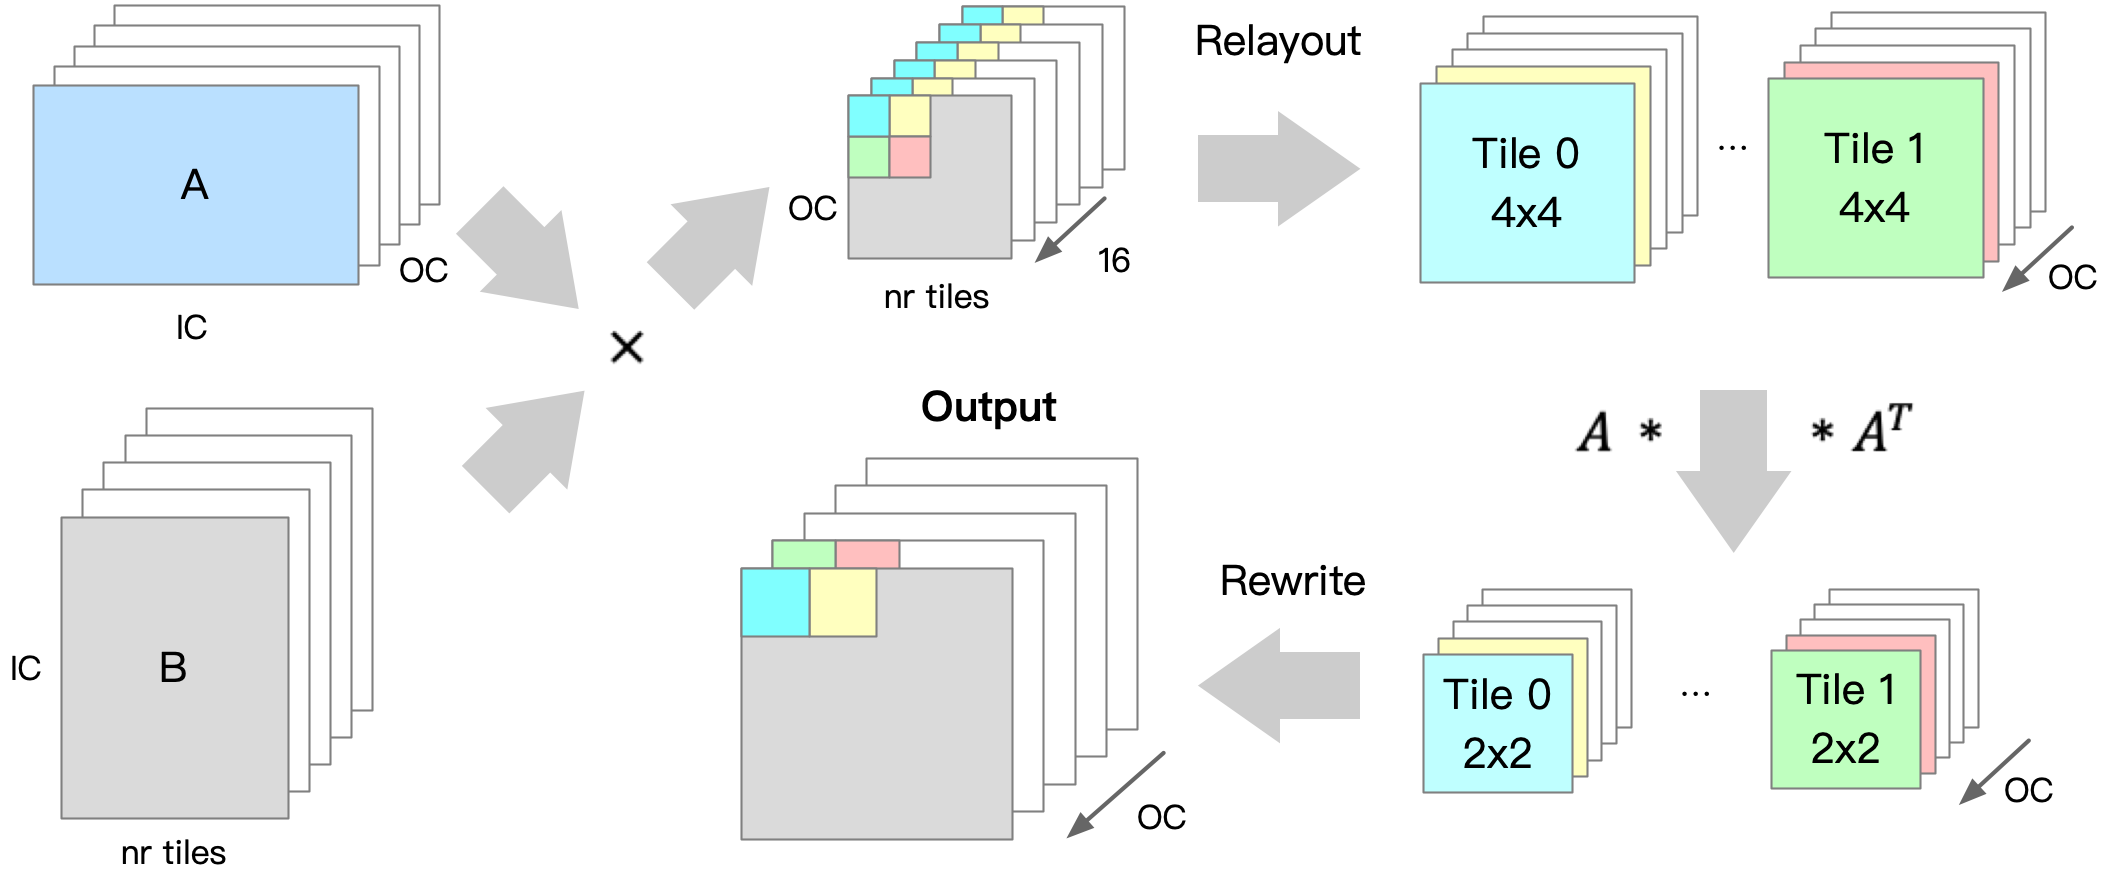 A
OC
IC
B
IC
nr tiles
×
OC
16
nr tiles
Relayout
Tile 0
4x4
...
Tile 1
4x4
OC
A * * Aᵀ
Tile 0
2x2
...
Tile 1
2x2
OC
Rewrite
Output
OC